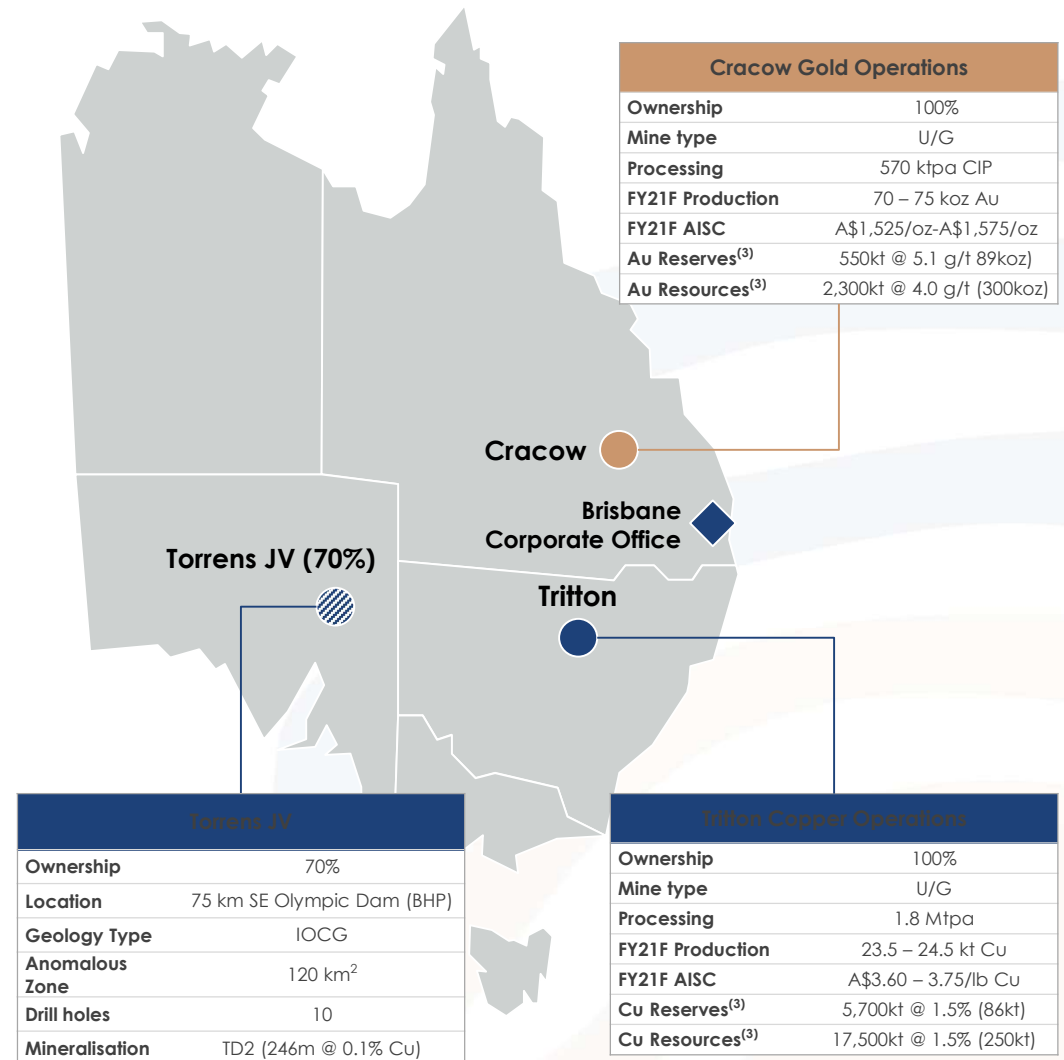 Cracow Gold Operations
Ownership 100%
Mine type U/G
Processing 570 ktpa CIP
FY21F Production 70 – 75 koz Au
FY21F AISC A$1,525/oz-A$1,575/oz
Au Reserves(3) 550kt @ 5.1 g/t 89koz)
Au Resources(3) 2,300kt @ 4.0 g/t (300koz)
Cracow
Brisbane
Corporate Office
Torrens JV (70%)
Tritton
Torrens JV
Ownership 70%
Location 75 km SE Olympic Dam (BHP)
Geology Type IOCG
Anomalous
Zone 120 km2
Drill holes 10
Mineralisation TD2 (246m @ 0.1% Cu)
Tritton Copper Operations
Ownership 100%
Mine type U/G
Processing 1.8 Mtpa
FY21F Production 23.5 – 24.5 kt Cu
FY21F AISC A$3.60 – 3.75/lb Cu
Cu Reserves(3) 5,700kt @ 1.5% (86kt)
Cu Resources(3) 17,500kt @ 1.5% (250kt)